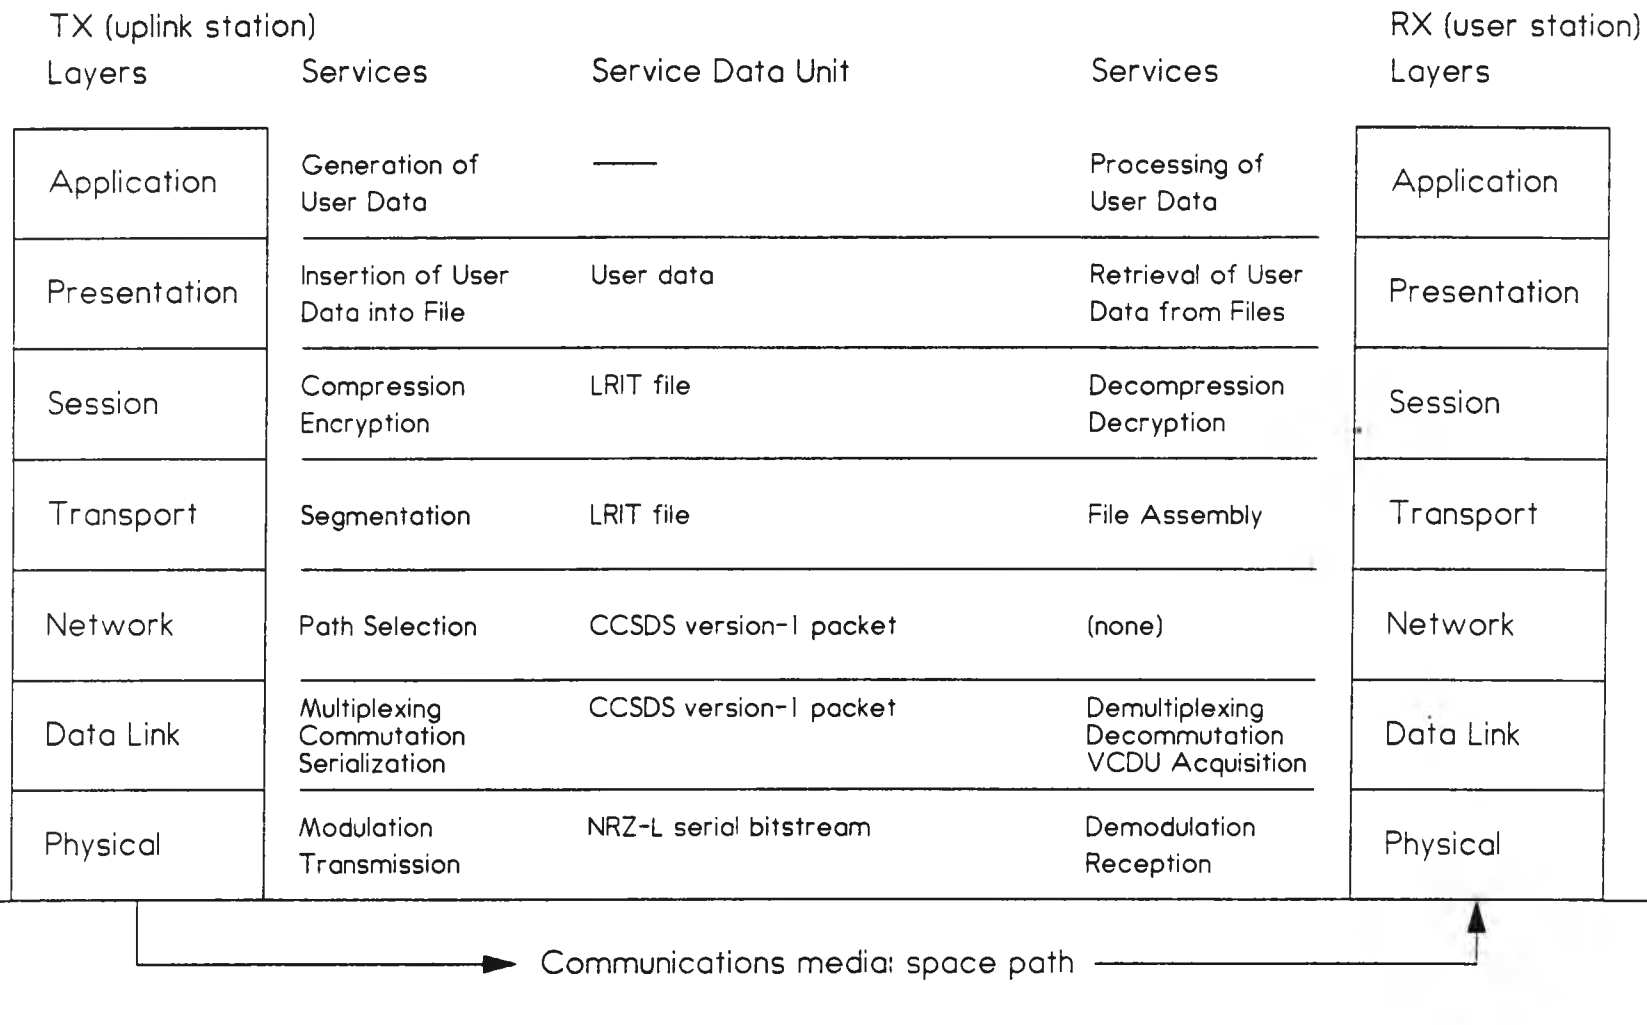 TX (uplink station)
RX (user station)
Layers Services Service Data Unit Services Layers
Application
Generation of
User Data
——
Processing of
User Data
Application
Presentation
Insertion of User
Data into File
User data
Retrieval of User
Data from Files
Presentation
Session
Compression
Encryption
LRIT file
Decompression
Decryption
Session
Transport
Segmentation
LRIT file
File Assembly
Transport
Network
Path Selection
CCSDS version-1 packet
(none)
Network
Data Link
Multiplexing
Commutation
Serialization
CCSDS version-1 packet
Demultiplexing
Decommutation
VCDU Acquisition
Data Link
Physical
Modulation
Transmission
NRZ-L serial bitstream
Demodulation
Reception
Physical
Communications media: space path